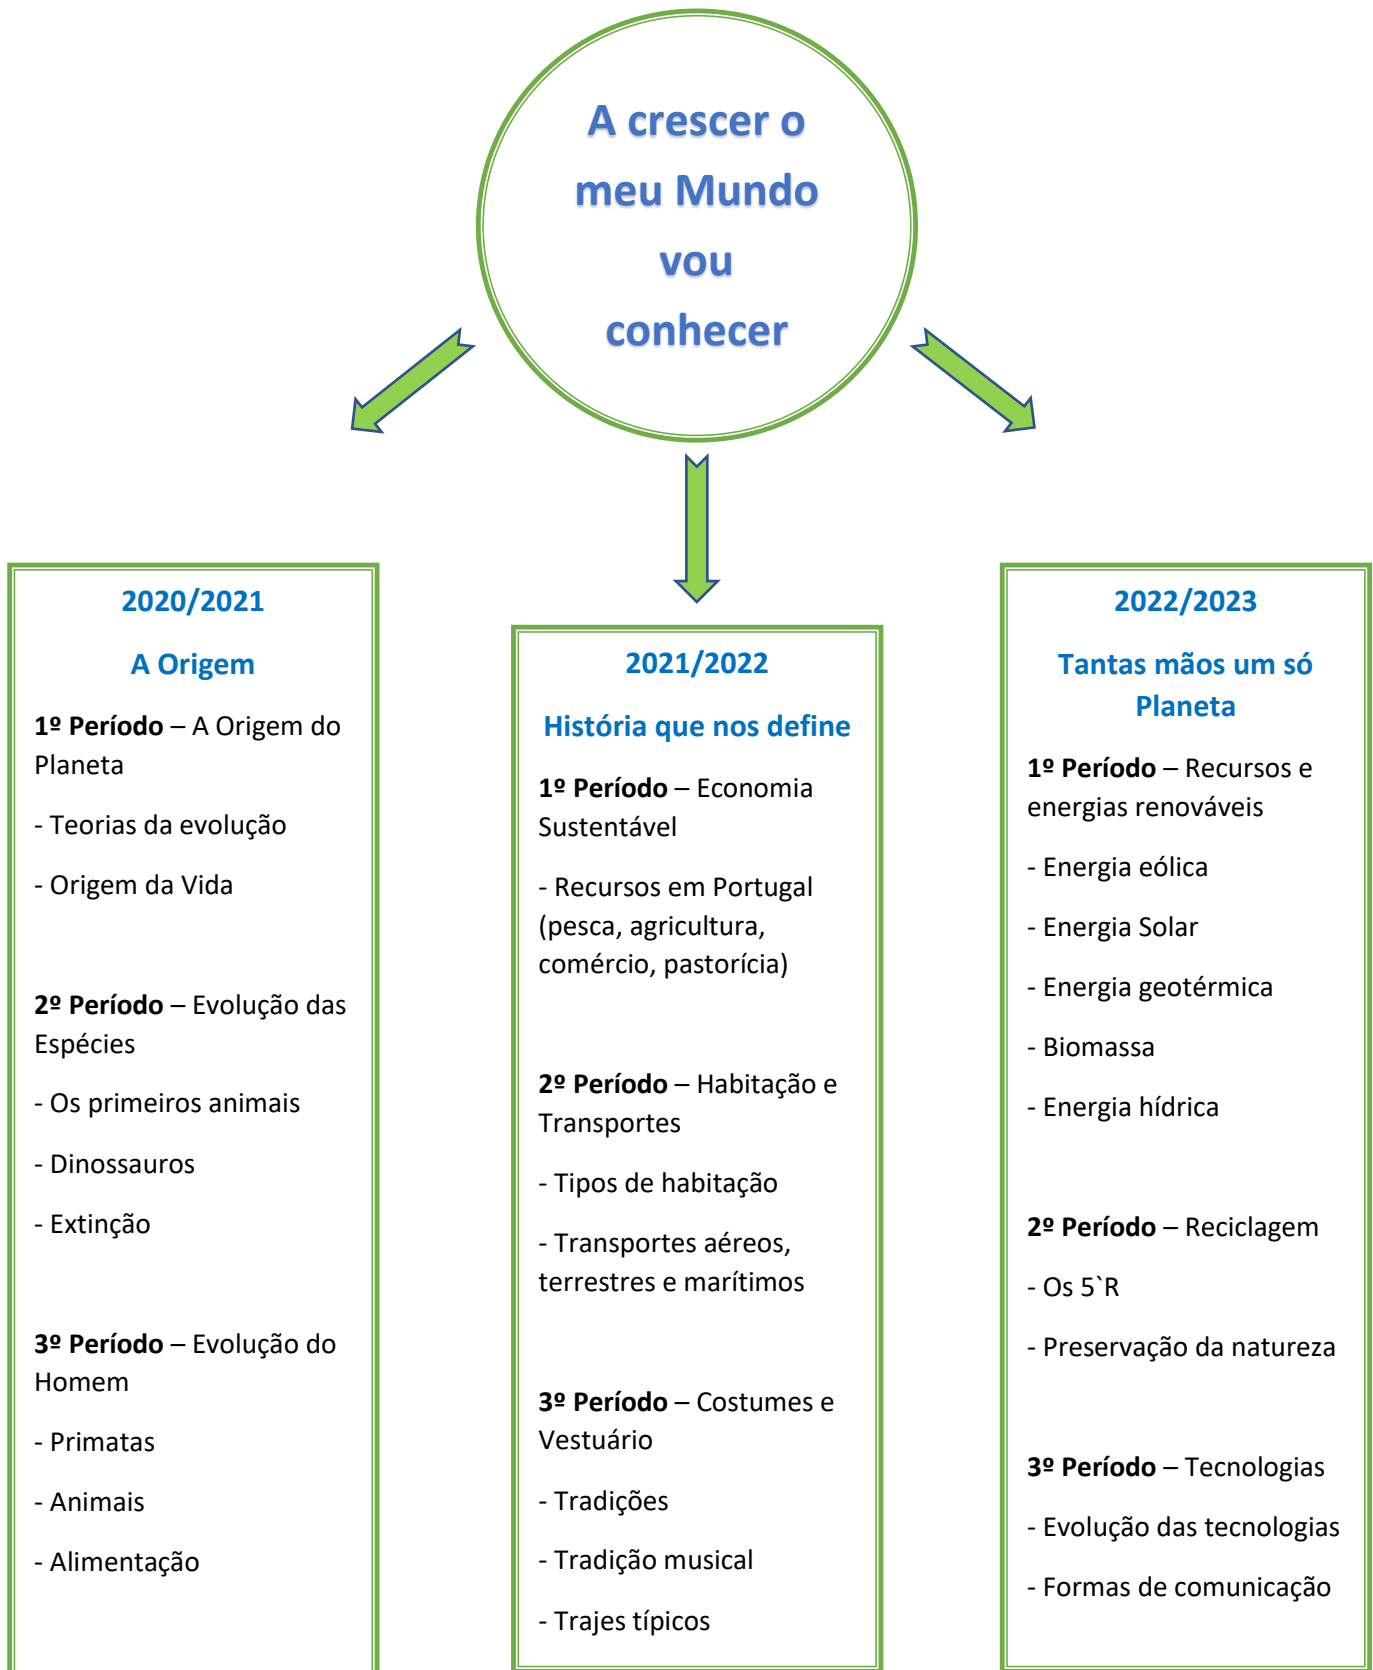 A crescer o
meu Mundo
vou
conhecer
2020/2021
A Origem
1º Período – A Origem do
Planeta
- Teorias da evolução
- Origem da Vida
2º Período – Evolução das
Espécies
- Os primeiros animais
- Dinossauros
- Extinção
3º Período – Evolução do
Homem
- Primatas
- Animais
- Alimentação
2021/2022
História que nos define
1º Período – Economia
Sustentável
- Recursos em Portugal
(pesca, agricultura,
comércio, pastorícia)
2º Período – Habitação e
Transportes
- Tipos de habitação
- Transportes aéreos,
terrestres e marítimos
3º Período – Costumes e
Vestuário
- Tradições
- Tradição musical
- Trajes típicos
2022/2023
Tantas mãos um só
Planeta
1º Período – Recursos e
energias renováveis
- Energia eólica
- Energia Solar
- Energia geotérmica
- Biomassa
- Energia hídrica
2º Período – Reciclagem
- Os 5`R
- Preservação da natureza
3º Período – Tecnologias
- Evolução das tecnologias
- Formas de comunicação